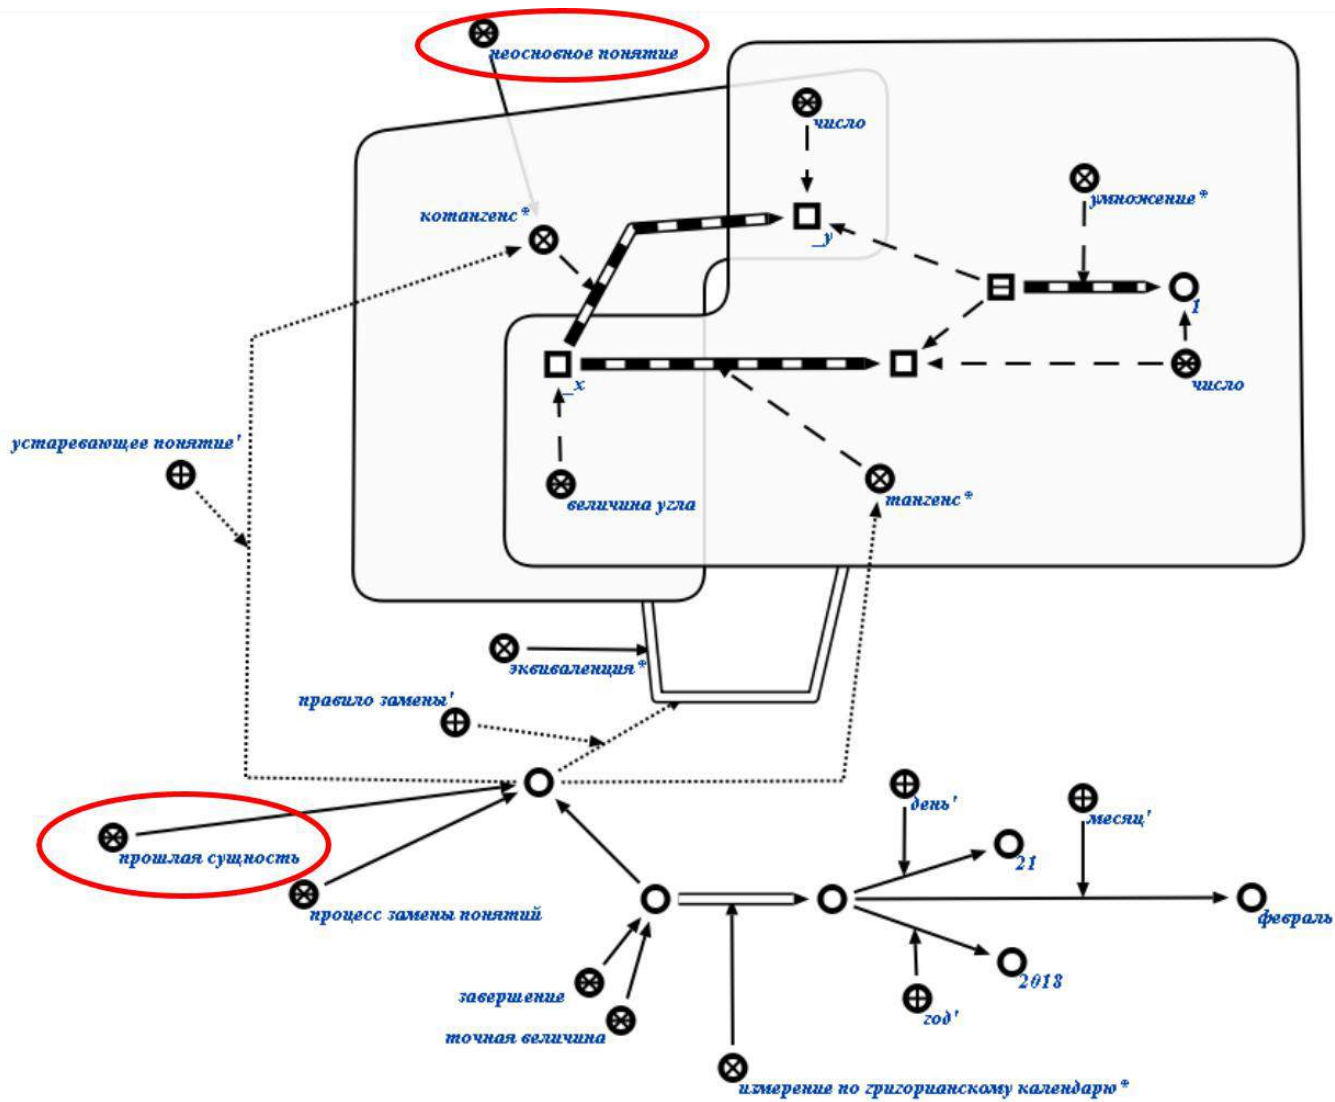 неосновное понятие
число
умножение*
котангенс*
_y
1
_x
число
устаревающее понятие'
величина угла
тангенс*
эквиваленция*
правило замены'
день'
месяц'
прошлая сущность
21
процесс замены понятий
февраль
завершение
2018
год'
точная величина
измерение по григорианскому календарю*